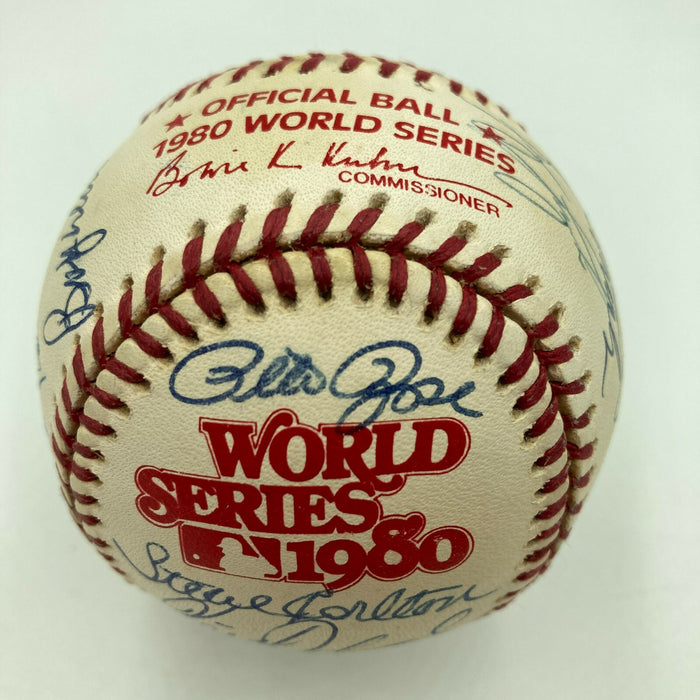 ★ OFFICIAL BALL ★
1980 WORLD SERIES
Bowie K Kuhn
COMMISSIONER
Pete Rose
WORLD
SERIES
1980
Steve Carlton